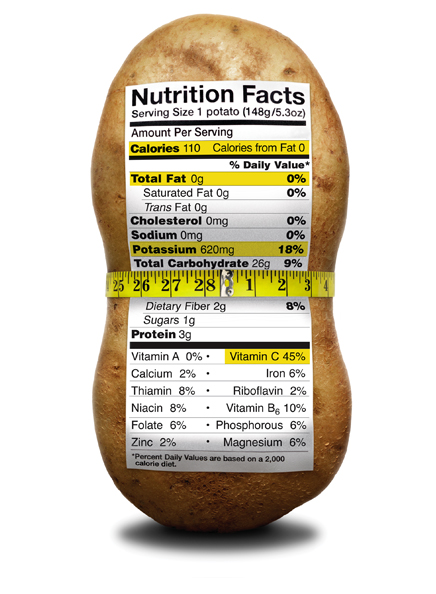 Nutrition Facts
Serving Size 1 potato (148g/5.3oz)
Amount Per Serving
Calories 110 Calories from Fat 0
% Daily Value*
Total Fat 0g 0%
Saturated Fat 0g 0%
Trans Fat 0g
Cholesterol 0mg 0%
Sodium 0mg 0%
Potassium 620mg 18%
Total Carbohydrate 26g 9%
25 26 27 28 1 2 3 4
Dietary Fiber 2g 8%
Sugars 1g
Protein 3g
Vitamin A 0% • Vitamin C 45%
Calcium 2% • Iron 6%
Thiamin 8% • Riboflavin 2%
Niacin 8% • Vitamin B6 10%
Folate 6% • Phosphorous 6%
Zinc 2% • Magnesium 6%
*Percent Daily Values are based on a 2,000
calorie diet.